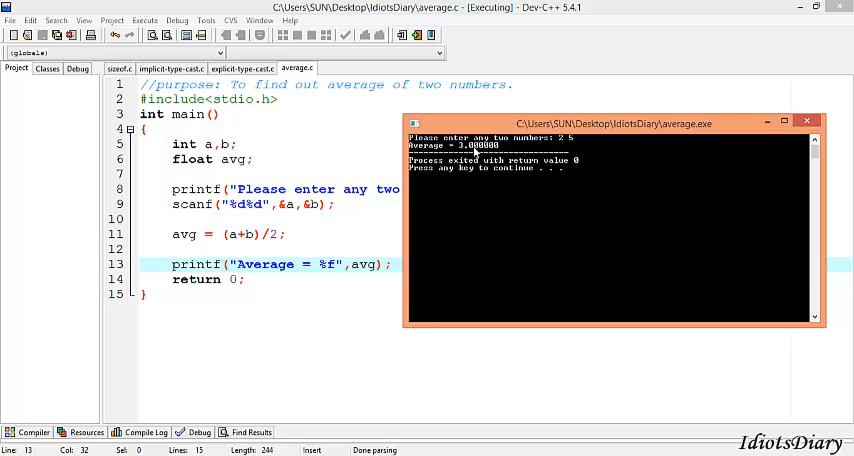 C:\Users\SUN\Desktop\IdiotsDiary\average.c - [Executing] - Dev-C++ 5.4.1
File Edit Search View Project Execute Debug Tools CVS Window Help
(globals)
Project Classes Debug
sizeof.c implicit-type-cast.c explicit-type-cast.c average.c
1 //purpose: To find out average of two numbers.
2 #include<stdio.h>
3 int main()
4 {
5 int a,b;
6 float avg;
7
8 printf("Please enter any two
9 scanf("%d%d",&a,&b);
10
11 avg = (a+b)/2;
12
13 printf("Average = %f",avg);
14 return 0;
15 }
C:\Users\SUN\Desktop\IdiotsDiary\average.exe
Please enter any two numbers: 2 5
Average = 3.000000
--------------------------------
Process exited with return value 0
Press any key to continue . . .
Compiler Resources Compile Log Debug Find Results
Line: 13 Col: 32 Sel: 0 Lines: 15 Length: 244 Insert Done parsing
IdiotsDiary